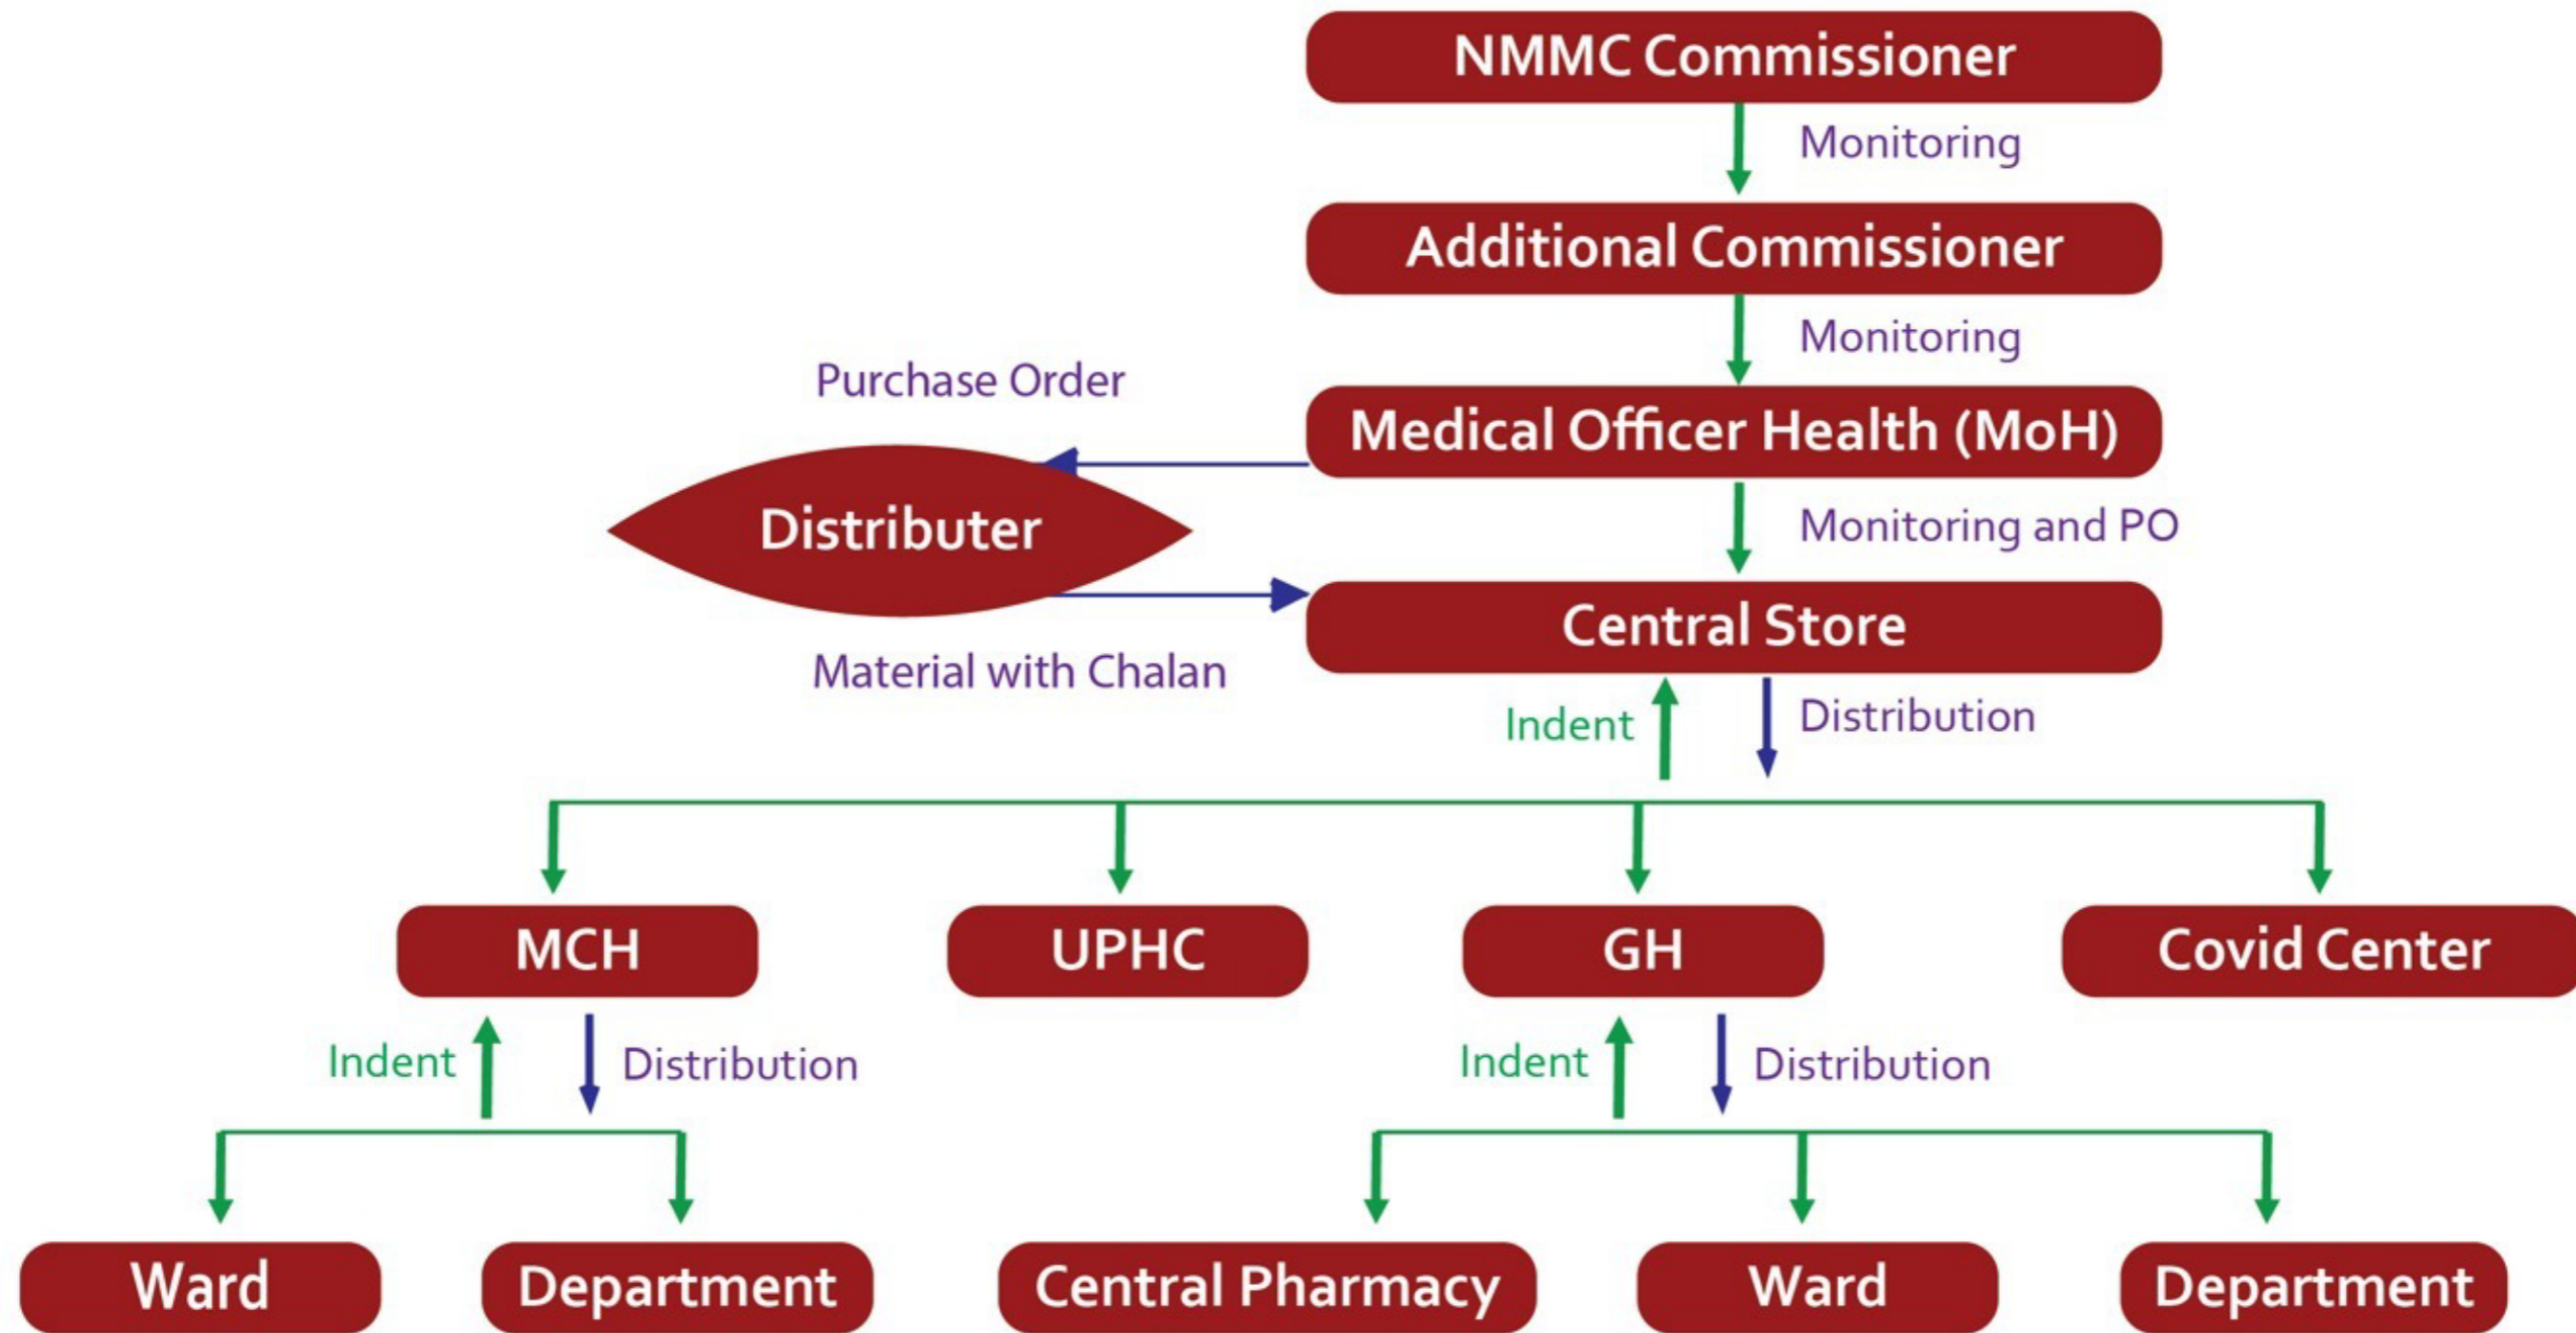 NMMC Commissioner
Monitoring
Additional Commissioner
Monitoring
Purchase Order
Medical Officer Health (MoH)
Distributer
Monitoring and PO
Central Store
Material with Chalan
Indent
Distribution
MCH
UPHC
GH
Covid Center
Indent
Distribution
Indent
Distribution
Ward
Department
Central Pharmacy
Ward
Department